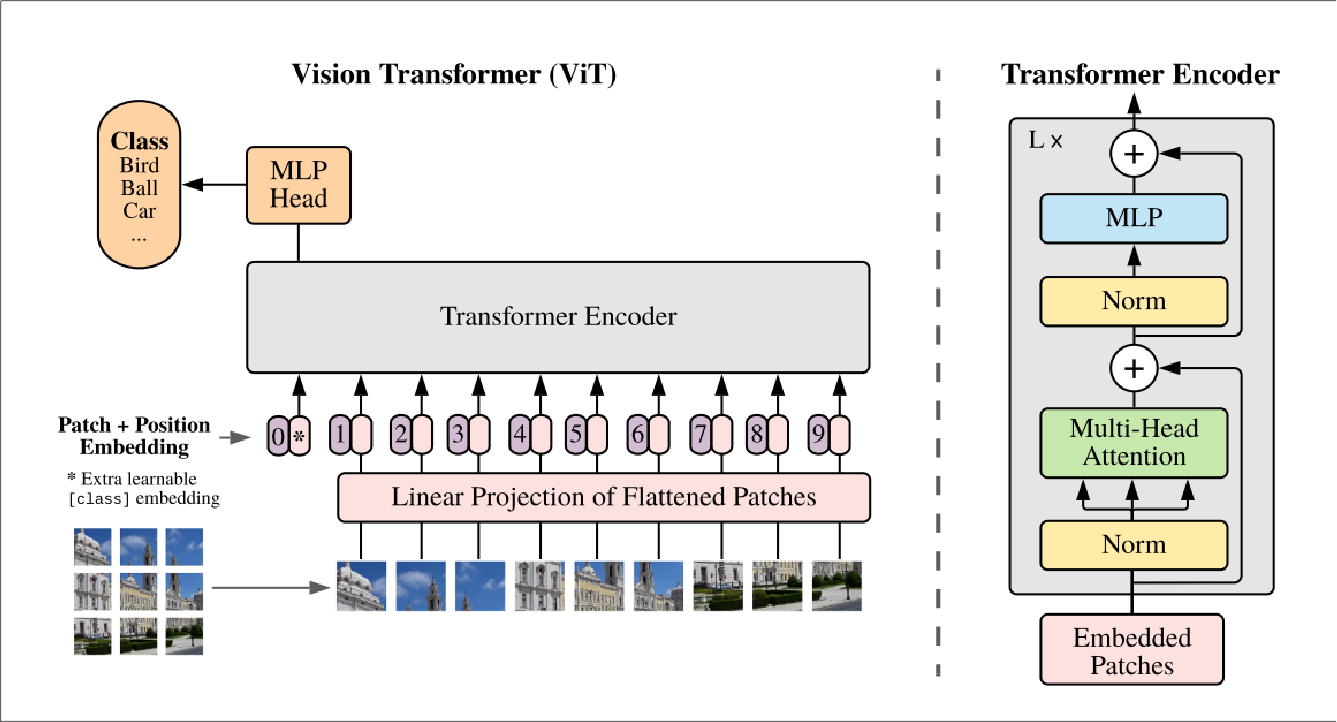 Vision Transformer (ViT)
Class
Bird
Ball
Car
...
MLP
Head
Transformer Encoder
0 * 1 2 3 4 5 6 7 8 9
Patch + Position
Embedding
* Extra learnable
[class] embedding
Linear Projection of Flattened Patches
Transformer Encoder
L x
+
MLP
Norm
+
Multi-Head
Attention
Norm
Embedded
Patches